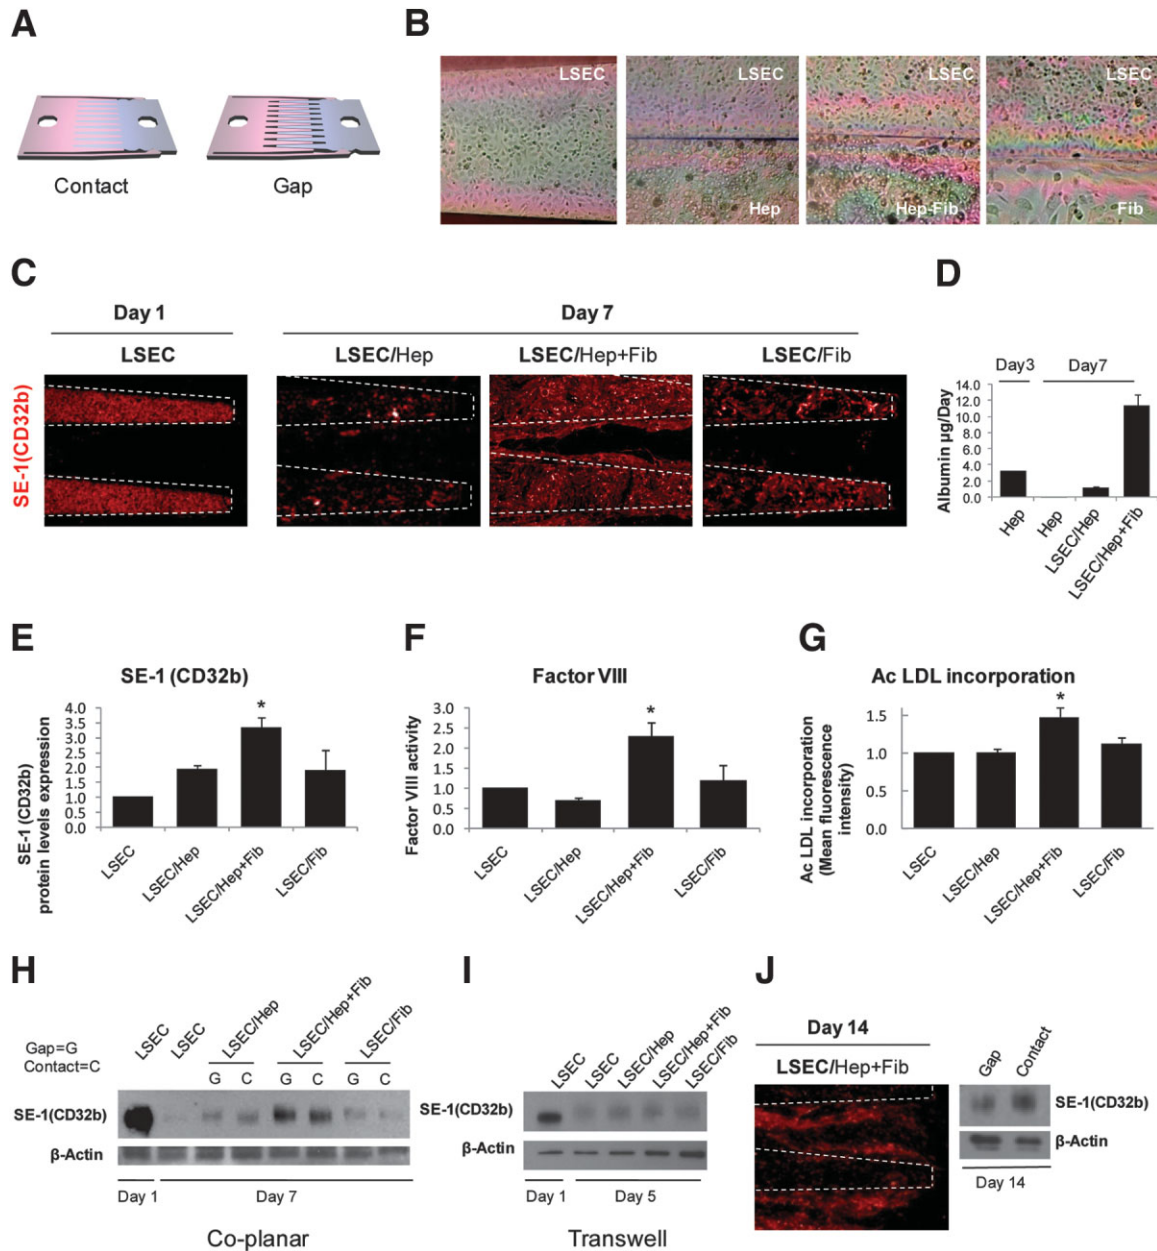 A
Contact
Gap
B
LSEC
LSEC
Hep
LSEC
Hep-Fib
LSEC
Fib
C
Day 1
Day 7
LSEC
LSEC/Hep
LSEC/Hep+Fib
LSEC/Fib
SE-1(CD32b)
D
Day3
Day7
Albumin µg/Day
14.0
12.0
10.0
8.0
6.0
4.0
2.0
0.0
Hep
Hep
LSEC/Hep
LSEC/Hep+Fib
E
SE-1 (CD32b)
SE-1 (CD32b)
protein levels expression
4.0
3.5
3.0
2.5
2.0
1.5
1.0
0.5
0.0
*
LSEC
LSEC/Hep
LSEC/Hep+Fib
LSEC/Fib
F
Factor VIII
Factor VIII activity
3.0
2.5
2.0
1.5
1.0
0.5
0.0
*
LSEC
LSEC/Hep
LSEC/Hep+Fib
LSEC/Fib
G
Ac LDL incorporation
Ac LDL incorporation
(Mean fluorescence
intensity)
1.5
1.0
0.5
0.0
*
LSEC
LSEC/Hep
LSEC/Hep+Fib
LSEC/Fib
H
Gap=G
Contact=C
LSEC
LSEC
LSEC/Hep
LSEC/Hep+Fib
LSEC/Fib
G C G C G C
SE-1(CD32b)
β-Actin
Day 1
Day 7
Co-planar
I
LSEC
LSEC
LSEC/Hep
LSEC/Hep+Fib
LSEC/Fib
SE-1(CD32b)
β-Actin
Day 1
Day 5
Transwell
J
Day 14
LSEC/Hep+Fib
Gap
Contact
SE-1(CD32b)
β-Actin
Day 14